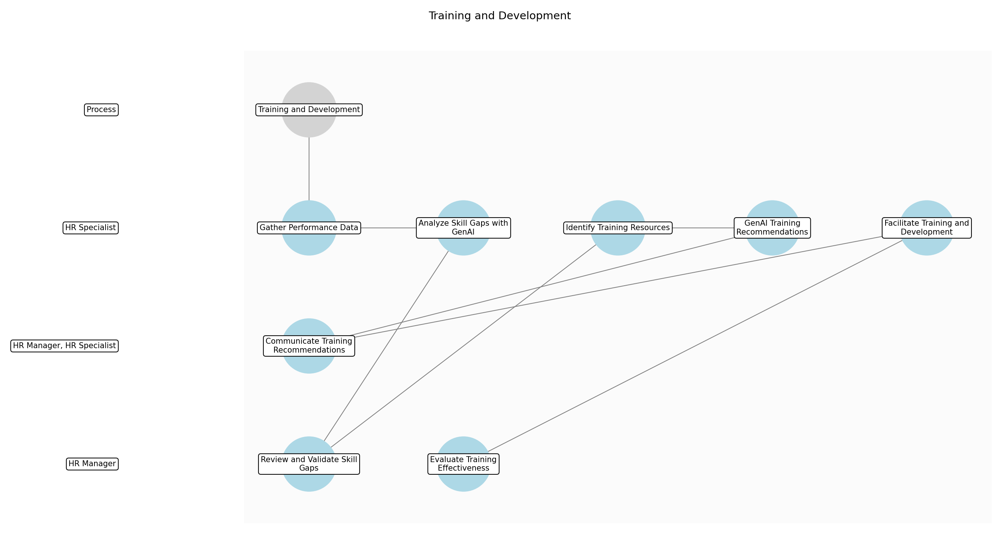 Training and Development
Process
Training and Development
HR Specialist
Gather Performance Data
Analyze Skill Gaps with
GenAI
Identify Training Resources
GenAI Training
Recommendations
Facilitate Training and
Development
HR Manager, HR Specialist
Communicate Training
Recommendations
HR Manager
Review and Validate Skill
Gaps
Evaluate Training
Effectiveness